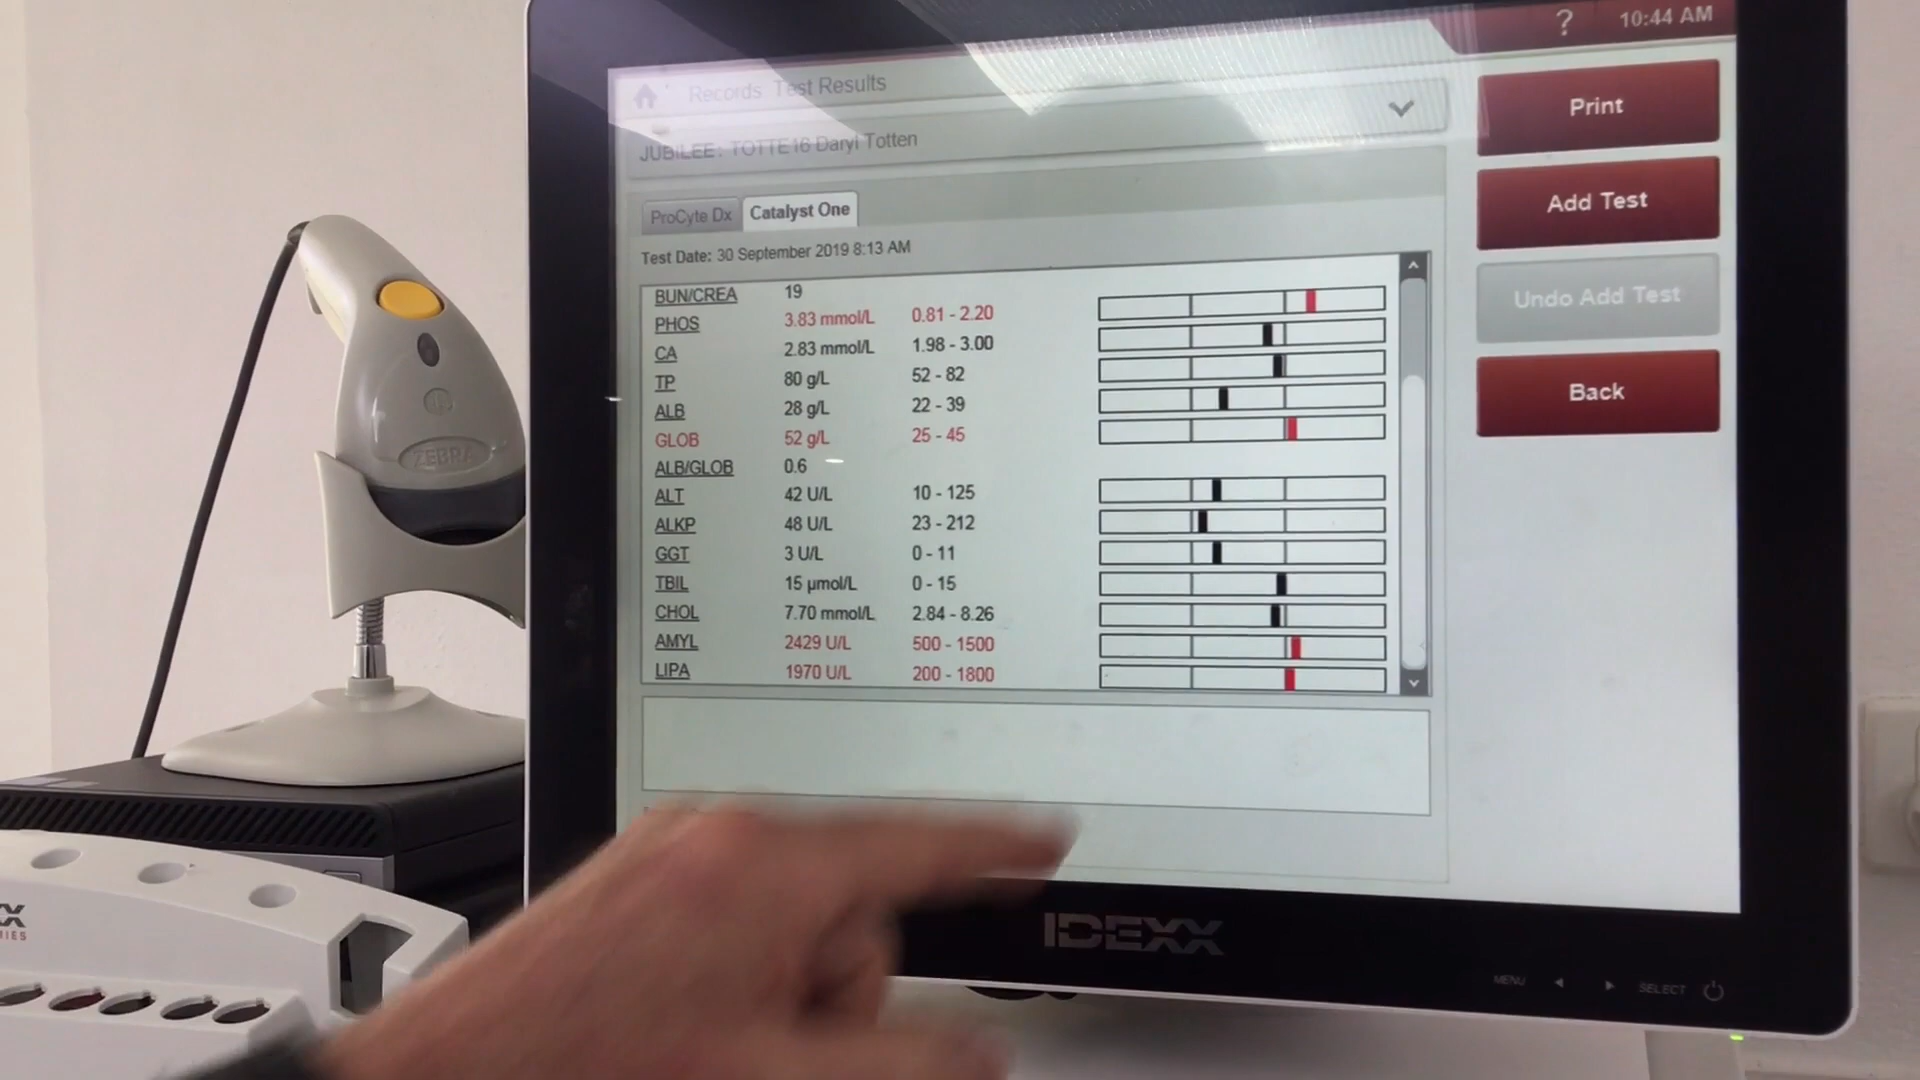 ? 10:44 AM
Records Test Results
JUBILEE: TOTTE16 Daryl Totten
ProCyte Dx Catalyst One
Test Date: 30 September 2019 8:13 AM
BUN/CREA 19
PHOS 3.83 mmol/L 0.81 - 2.20
CA 2.83 mmol/L 1.98 - 3.00
TP 80 g/L 52 - 82
ALB 28 g/L 22 - 39
GLOB 52 g/L 25 - 45
ALB/GLOB 0.6
ALT 42 U/L 10 - 125
ALKP 48 U/L 23 - 212
GGT 3 U/L 0 - 11
TBIL 15 µmol/L 0 - 15
CHOL 7.70 mmol/L 2.84 - 8.26
AMYL 2429 U/L 500 - 1500
LIPA 1970 U/L 200 - 1800
Print
Add Test
Undo Add Test
Back
IDEXX
MENU SELECT
ZEBRA